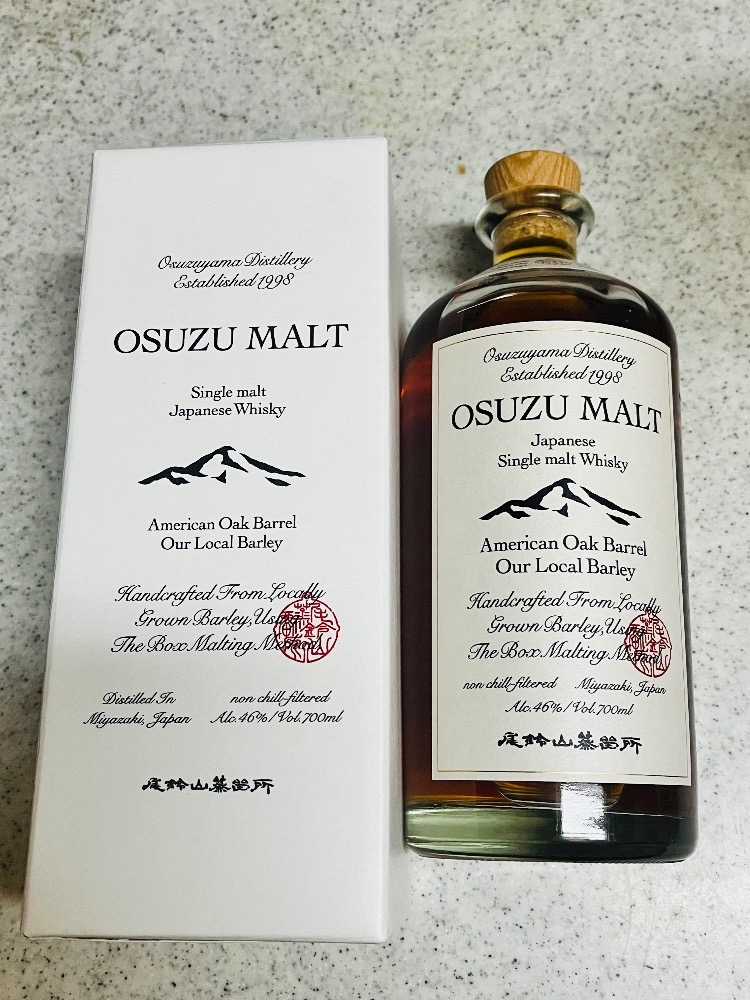 Osuzuyama Distillery
Established 1998
OSUZU MALT
Single malt
Japanese Whisky
American Oak Barrel
Our Local Barley
Handcrafted From Locally
Grown Barley, Using
The Box Malting Method
Distilled In
Miyazaki, Japan
non chill-filtered
Alc.46%/Vol.700ml
尾鈴山蒸留所
Osuzuyama Distillery
Established 1998
OSUZU MALT
Japanese
Single malt Whisky
American Oak Barrel
Our Local Barley
Handcrafted From Locally
Grown Barley, Using
The Box Malting Method
non chill-filtered Miyazaki, Japan
Alc.46%/Vol.700ml
尾鈴山蒸留所